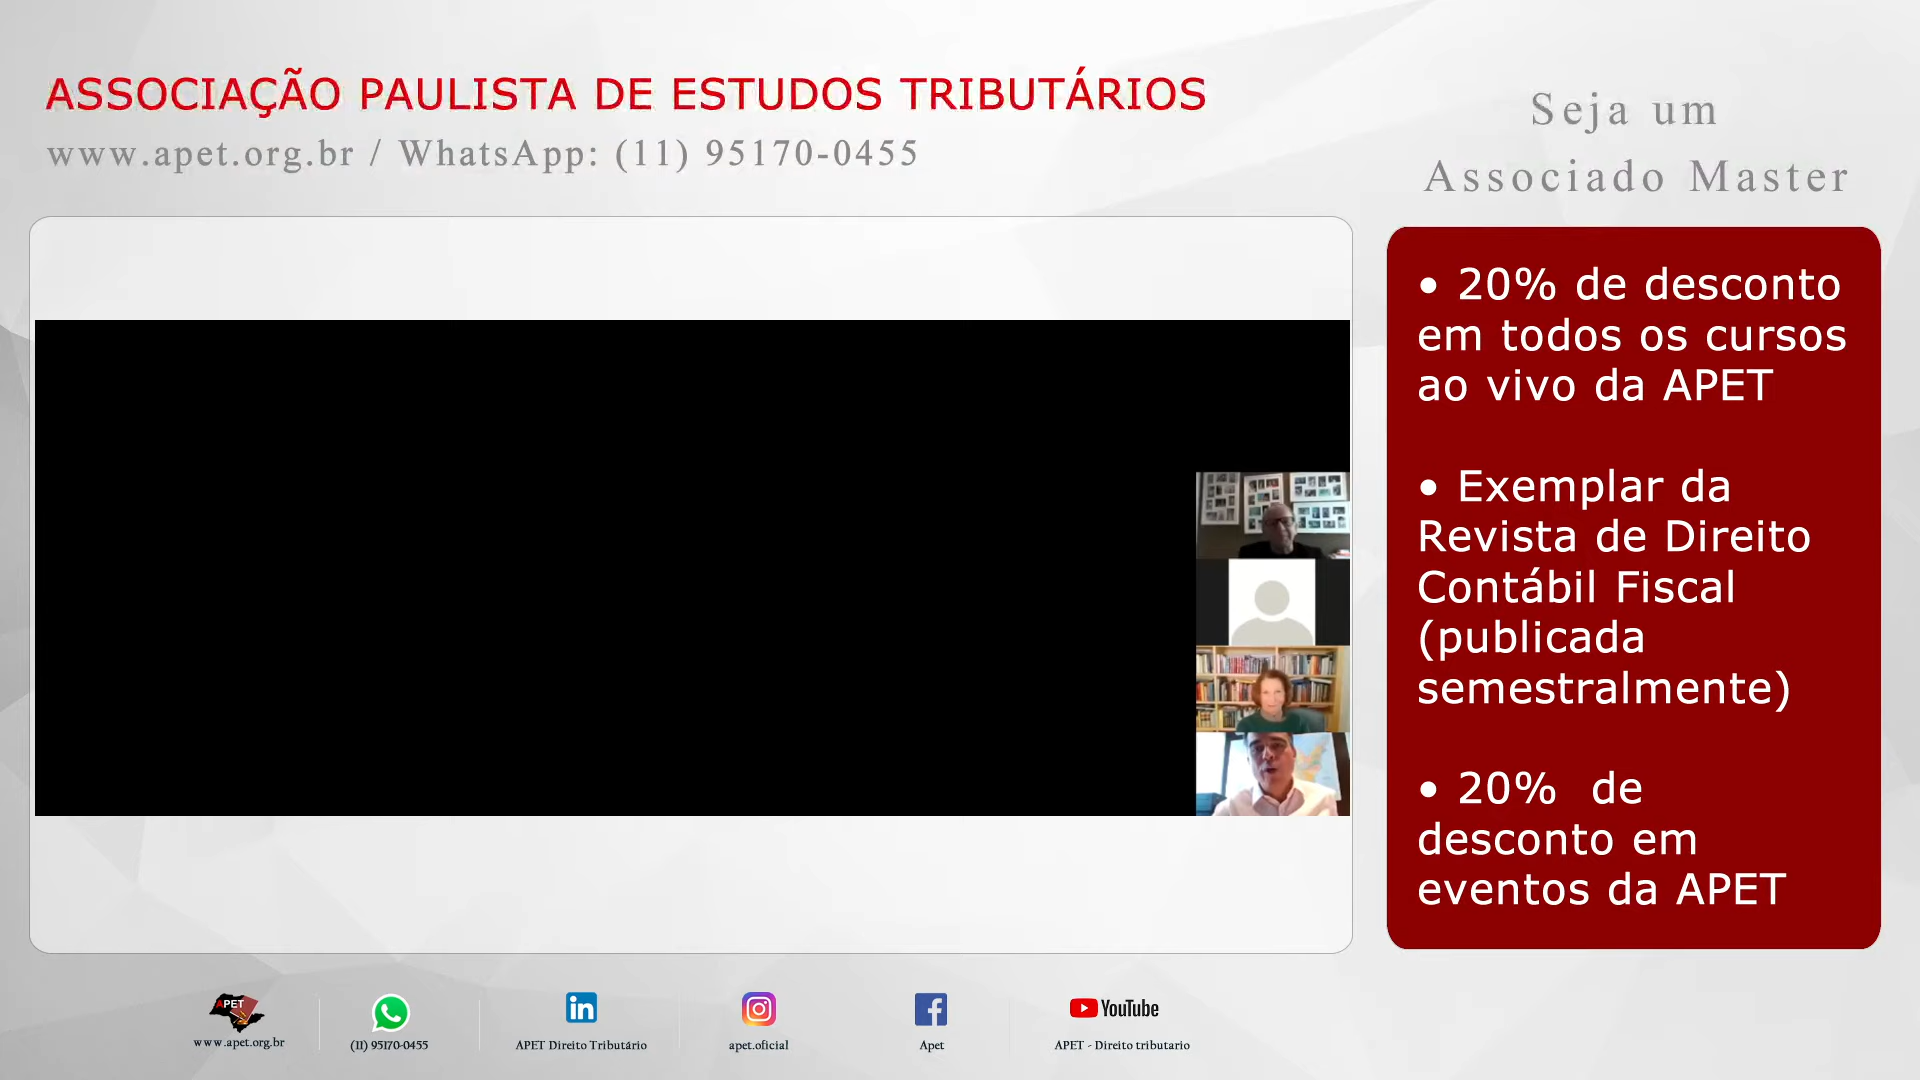 ASSOCIAÇÃO PAULISTA DE ESTUDOS TRIBUTÁRIOS
www.apet.org.br / WhatsApp: (11) 95170-0455
Seja um
Associado Master
• 20% de desconto
em todos os cursos
ao vivo da APET
• Exemplar da
Revista de Direito
Contábil Fiscal
(publicada
semestralmente)
• 20% de
desconto em
eventos da APET
APET
www.apet.org.br
(11) 95170-0455
in
APET Direito Tributário
apet.oficial
Apet
YouTube
APET - Direito tributario